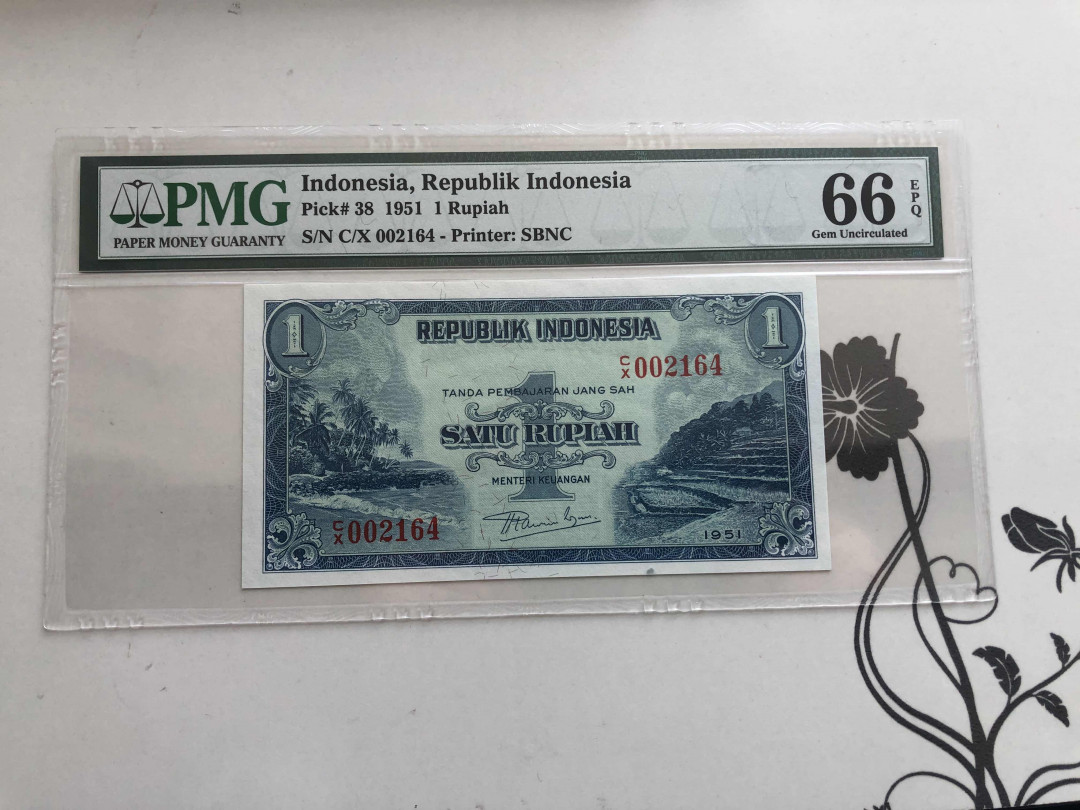 PMG
PAPER MONEY GUARANTY
Indonesia, Republik Indonesia
Pick# 38 1951 1 Rupiah
S/N C/X 002164 - Printer: SBNC
66
EPQ
Gem Uncirculated
1
REPUBLIK INDONESIA
1
C/X 002164
TANDA PEMBAJARAN JANG SAH
1
SATU RUPIAH
MENTERI KEUANGAN
C/X 002164
1951